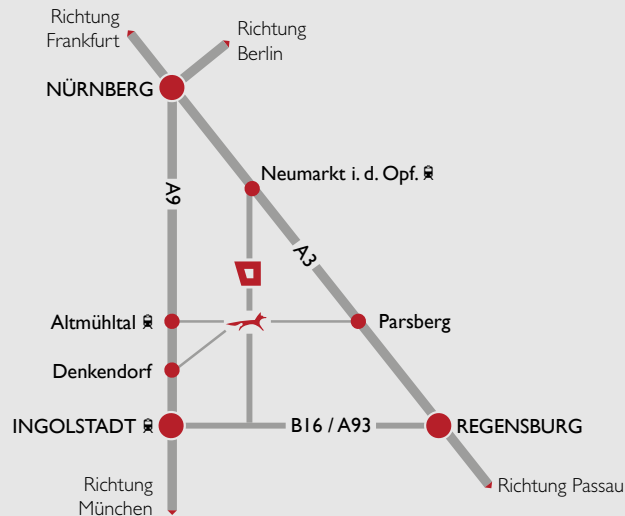 Richtung
Frankfurt
Richtung
Berlin
NÜRNBERG
Neumarkt i. d. Opf.
A9
A3
Altmühltal
Parsberg
Denkendorf
INGOLSTADT
B16 / A93
REGENSBURG
Richtung
München
Richtung Passau